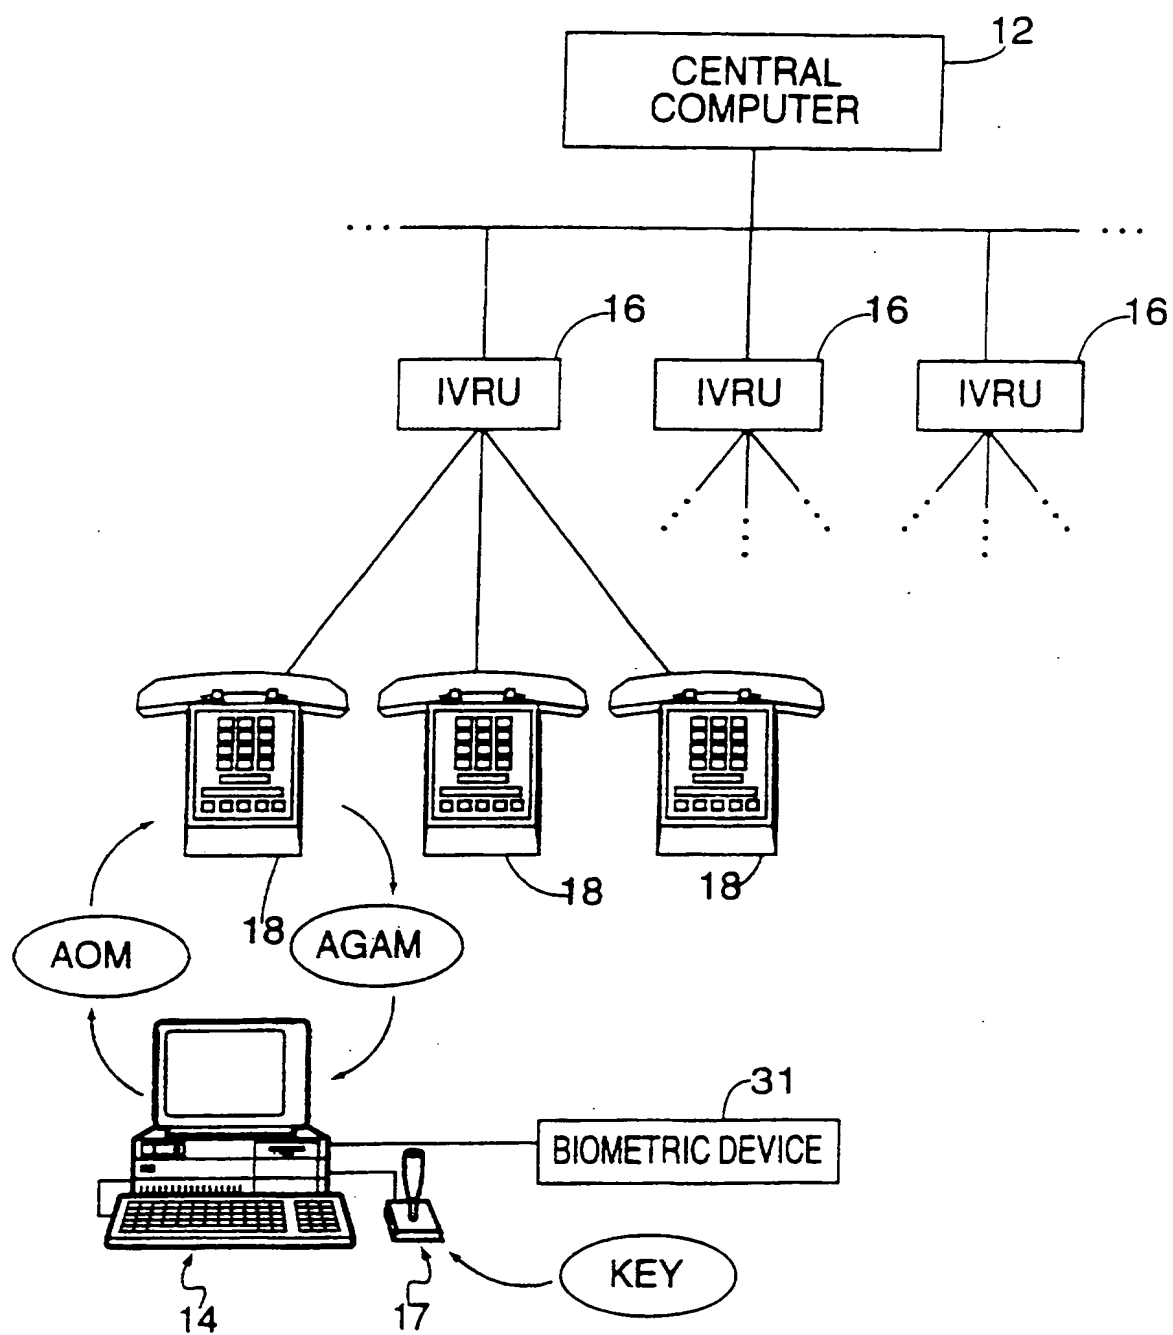 12
CENTRAL
COMPUTER
16
16
16
IVRU
IVRU
IVRU
18
18
18
AOM
AGAM
31
BIOMETRIC DEVICE
KEY
14
17